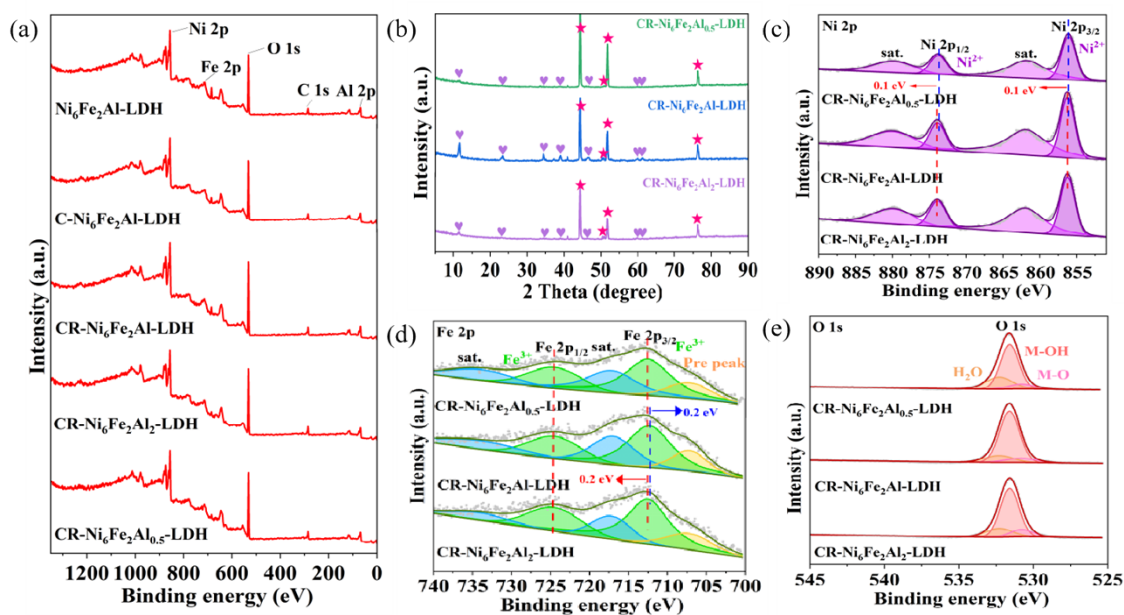 (a)
Ni 2p
O 1s
Fe 2p
C 1s Al 2p
Ni₆Fe₂Al-LDH
C-Ni₆Fe₂Al-LDH
CR-Ni₆Fe₂Al-LDH
CR-Ni₆Fe₂Al₂-LDH
CR-Ni₆Fe₂Al₀.₅-LDH
Intensity (a.u.)
1200 1000 800 600 400 200 0
Binding energy (eV)
(b)
CR-Ni₆Fe₂Al₀.₅-LDH
CR-Ni₆Fe₂Al-LDH
CR-Ni₆Fe₂Al₂-LDH
Intensity (a.u.)
10 20 30 40 50 60 70 80 90
2 Theta (degree)
(c)
Ni 2p
Ni 2p₃/₂
sat. Ni 2p₁/₂ sat.
Ni²⁺ Ni²⁺
0.1 eV 0.1 eV
CR-Ni₆Fe₂Al₀.₅-LDH
CR-Ni₆Fe₂Al-LDH
CR-Ni₆Fe₂Al₂-LDH
Intensity (a.u.)
890 885 880 875 870 865 860 855
Binding energy (eV)
(d)
Fe 2p
Fe 2p₁/₂ sat. Fe 2p₃/₂
sat. Fe³⁺ Fe³⁺
Pre peak
CR-Ni₆Fe₂Al₀.₅-LDH
0.2 eV
CR-Ni₆Fe₂Al-LDH
0.2 eV
CR-Ni₆Fe₂Al₂-LDH
Intensity (a.u.)
740 735 730 725 720 715 710 705 700
Binding energy (eV)
(e)
O 1s
O 1s
M-OH
H₂O
M-O
CR-Ni₆Fe₂Al₀.₅-LDH
CR-Ni₆Fe₂Al-LDH
CR-Ni₆Fe₂Al₂-LDH
Intensity (a.u.)
545 540 535 530 525
Binding energy (eV)